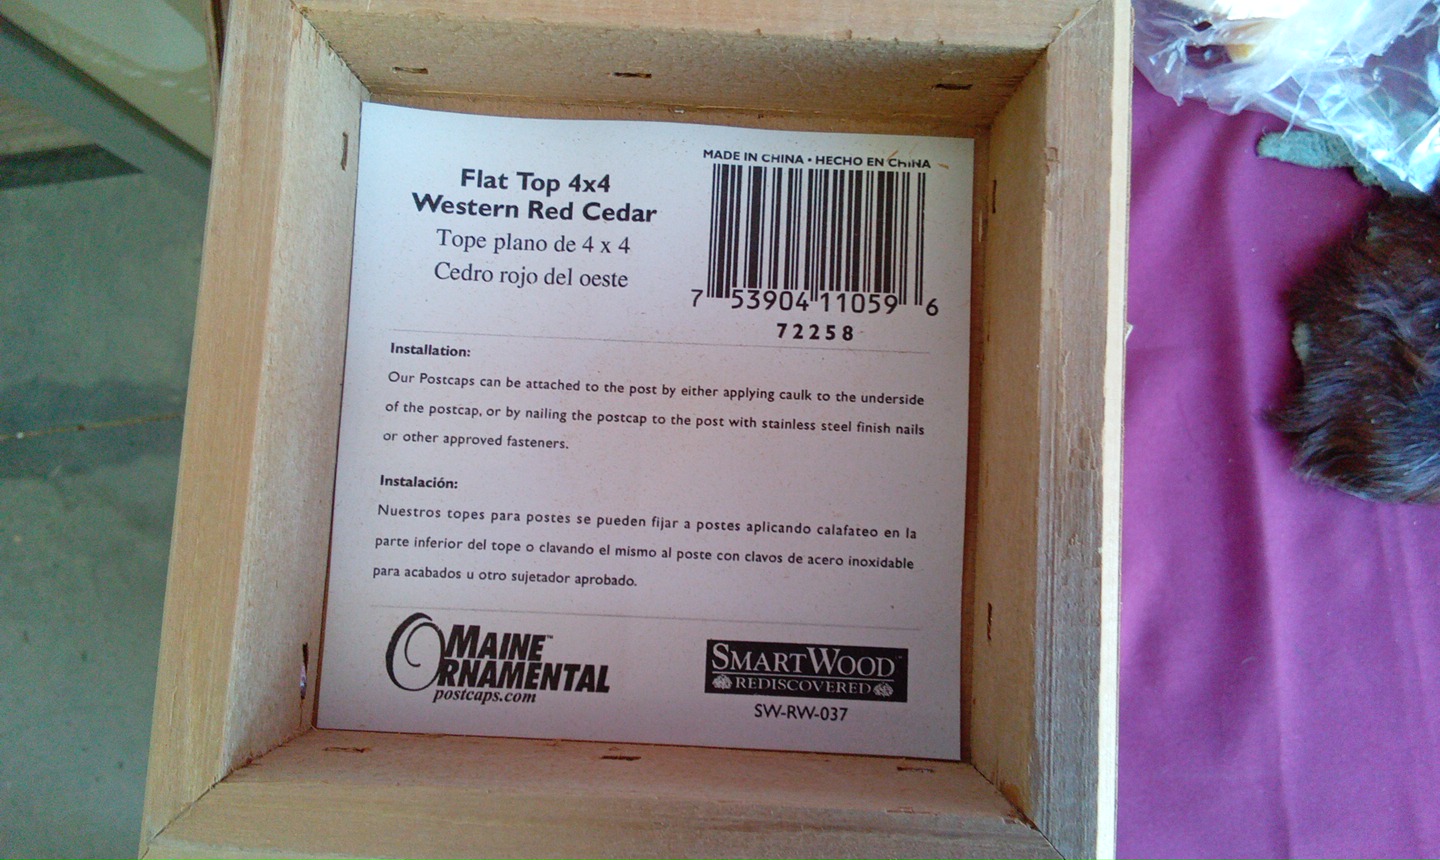 Flat Top 4x4
Western Red Cedar
Tope plano de 4 x 4
Cedro rojo del oeste
MADE IN CHINA • HECHO EN CHINA
7 53904 11059 6
72258
Installation:
Our Postcaps can be attached to the post by either applying caulk to the underside
of the postcap, or by nailing the postcap to the post with stainless steel finish nails
or other approved fasteners.
Instalación:
Nuestros topes para postes se pueden fijar a postes aplicando calafateo en la
parte inferior del tope o clavando el mismo al poste con clavos de acero inoxidable
para acabados u otro sujetador aprobado.
MAINE™
ORNAMENTAL
postcaps.com
SMARTWOOD
REDISCOVERED
SW-RW-037